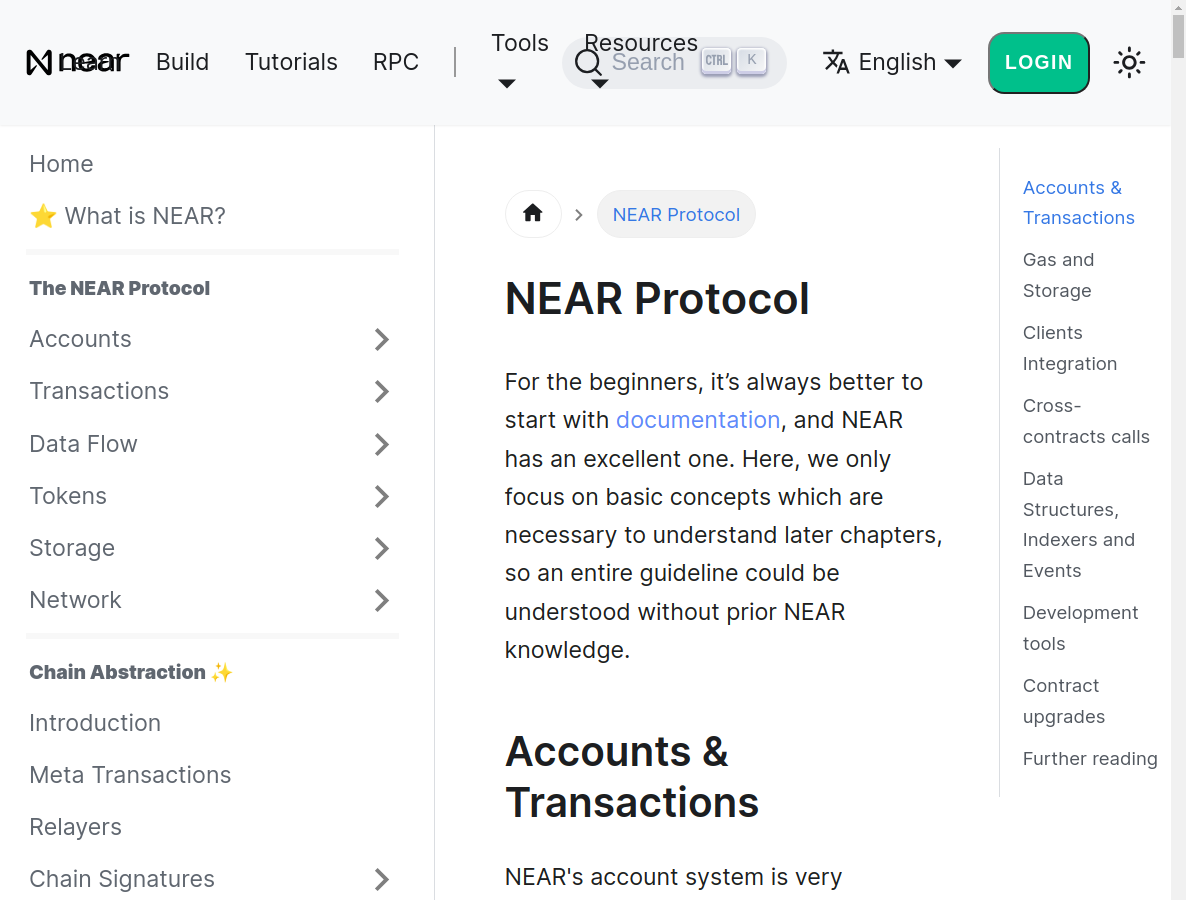 near
Learn
Build
Tutorials
RPC
Tools
Resources
Search
CTRL
K
English
LOGIN
Home
⭐ What is NEAR?
The NEAR Protocol
Accounts
Transactions
Data Flow
Tokens
Storage
Network
Chain Abstraction ✨
Introduction
Meta Transactions
Relayers
Chain Signatures
NEAR Protocol
NEAR Protocol
For the beginners, it’s always better to
start with documentation, and NEAR
has an excellent one. Here, we only
focus on basic concepts which are
necessary to understand later chapters,
so an entire guideline could be
understood without prior NEAR
knowledge.
Accounts &
Transactions
NEAR's account system is very
Accounts &
Transactions
Gas and
Storage
Clients
Integration
Cross-
contracts calls
Data
Structures,
Indexers and
Events
Development
tools
Contract
upgrades
Further reading